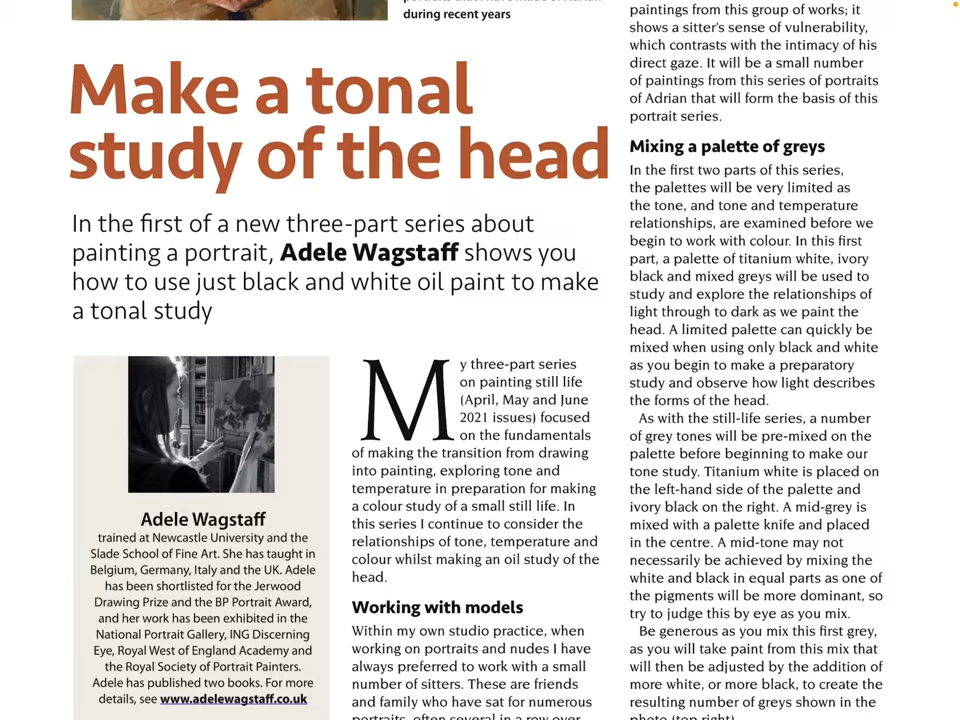 during recent years
Make a tonal
study of the head
In the first of a new three-part series about
painting a portrait, Adele Wagstaff shows you
how to use just black and white oil paint to make
a tonal study
Adele Wagstaff
trained at Newcastle University and the
Slade School of Fine Art. She has taught in
Belgium, Germany, Italy and the UK. Adele
has been shortlisted for the Jerwood
Drawing Prize and the BP Portrait Award,
and her work has been exhibited in the
National Portrait Gallery, ING Discerning
Eye, Royal West of England Academy and
the Royal Society of Portrait Painters.
Adele has published two books. For more
details, see www.adelewagstaff.co.uk
My three-part series
on painting still life
(April, May and June
2021 issues) focused
on the fundamentals
of making the transition from drawing
into painting, exploring tone and
temperature in preparation for making
a colour study of a small still life. In
this series I continue to consider the
relationships of tone, temperature and
colour whilst making an oil study of the
head.
Working with models
Within my own studio practice, when
working on portraits and nudes I have
always preferred to work with a small
number of sitters. These are friends
and family who have sat for numerous
portraits, often several in a row over
paintings from this group of works; it
shows a sitter's sense of vulnerability,
which contrasts with the intimacy of his
direct gaze. It will be a small number
of paintings from this series of portraits
of Adrian that will form the basis of this
portrait series.
Mixing a palette of greys
In the first two parts of this series,
the palettes will be very limited as
the tone, and tone and temperature
relationships, are examined before we
begin to work with colour. In this first
part, a palette of titanium white, ivory
black and mixed greys will be used to
study and explore the relationships of
light through to dark as we paint the
head. A limited palette can quickly be
mixed when using only black and white
as you begin to make a preparatory
study and observe how light describes
the forms of the head.
As with the still-life series, a number
of grey tones will be pre-mixed on the
palette before beginning to make our
tone study. Titanium white is placed on
the left-hand side of the palette and
ivory black on the right. A mid-grey is
mixed with a palette knife and placed
in the centre. A mid-tone may not
necessarily be achieved by mixing the
white and black in equal parts as one of
the pigments will be more dominant, so
try to judge this by eye as you mix.
Be generous as you mix this first grey,
as you will take paint from this mix that
will then be adjusted by the addition of
more white, or more black, to create the
resulting number of greys shown in the
photo (top right).